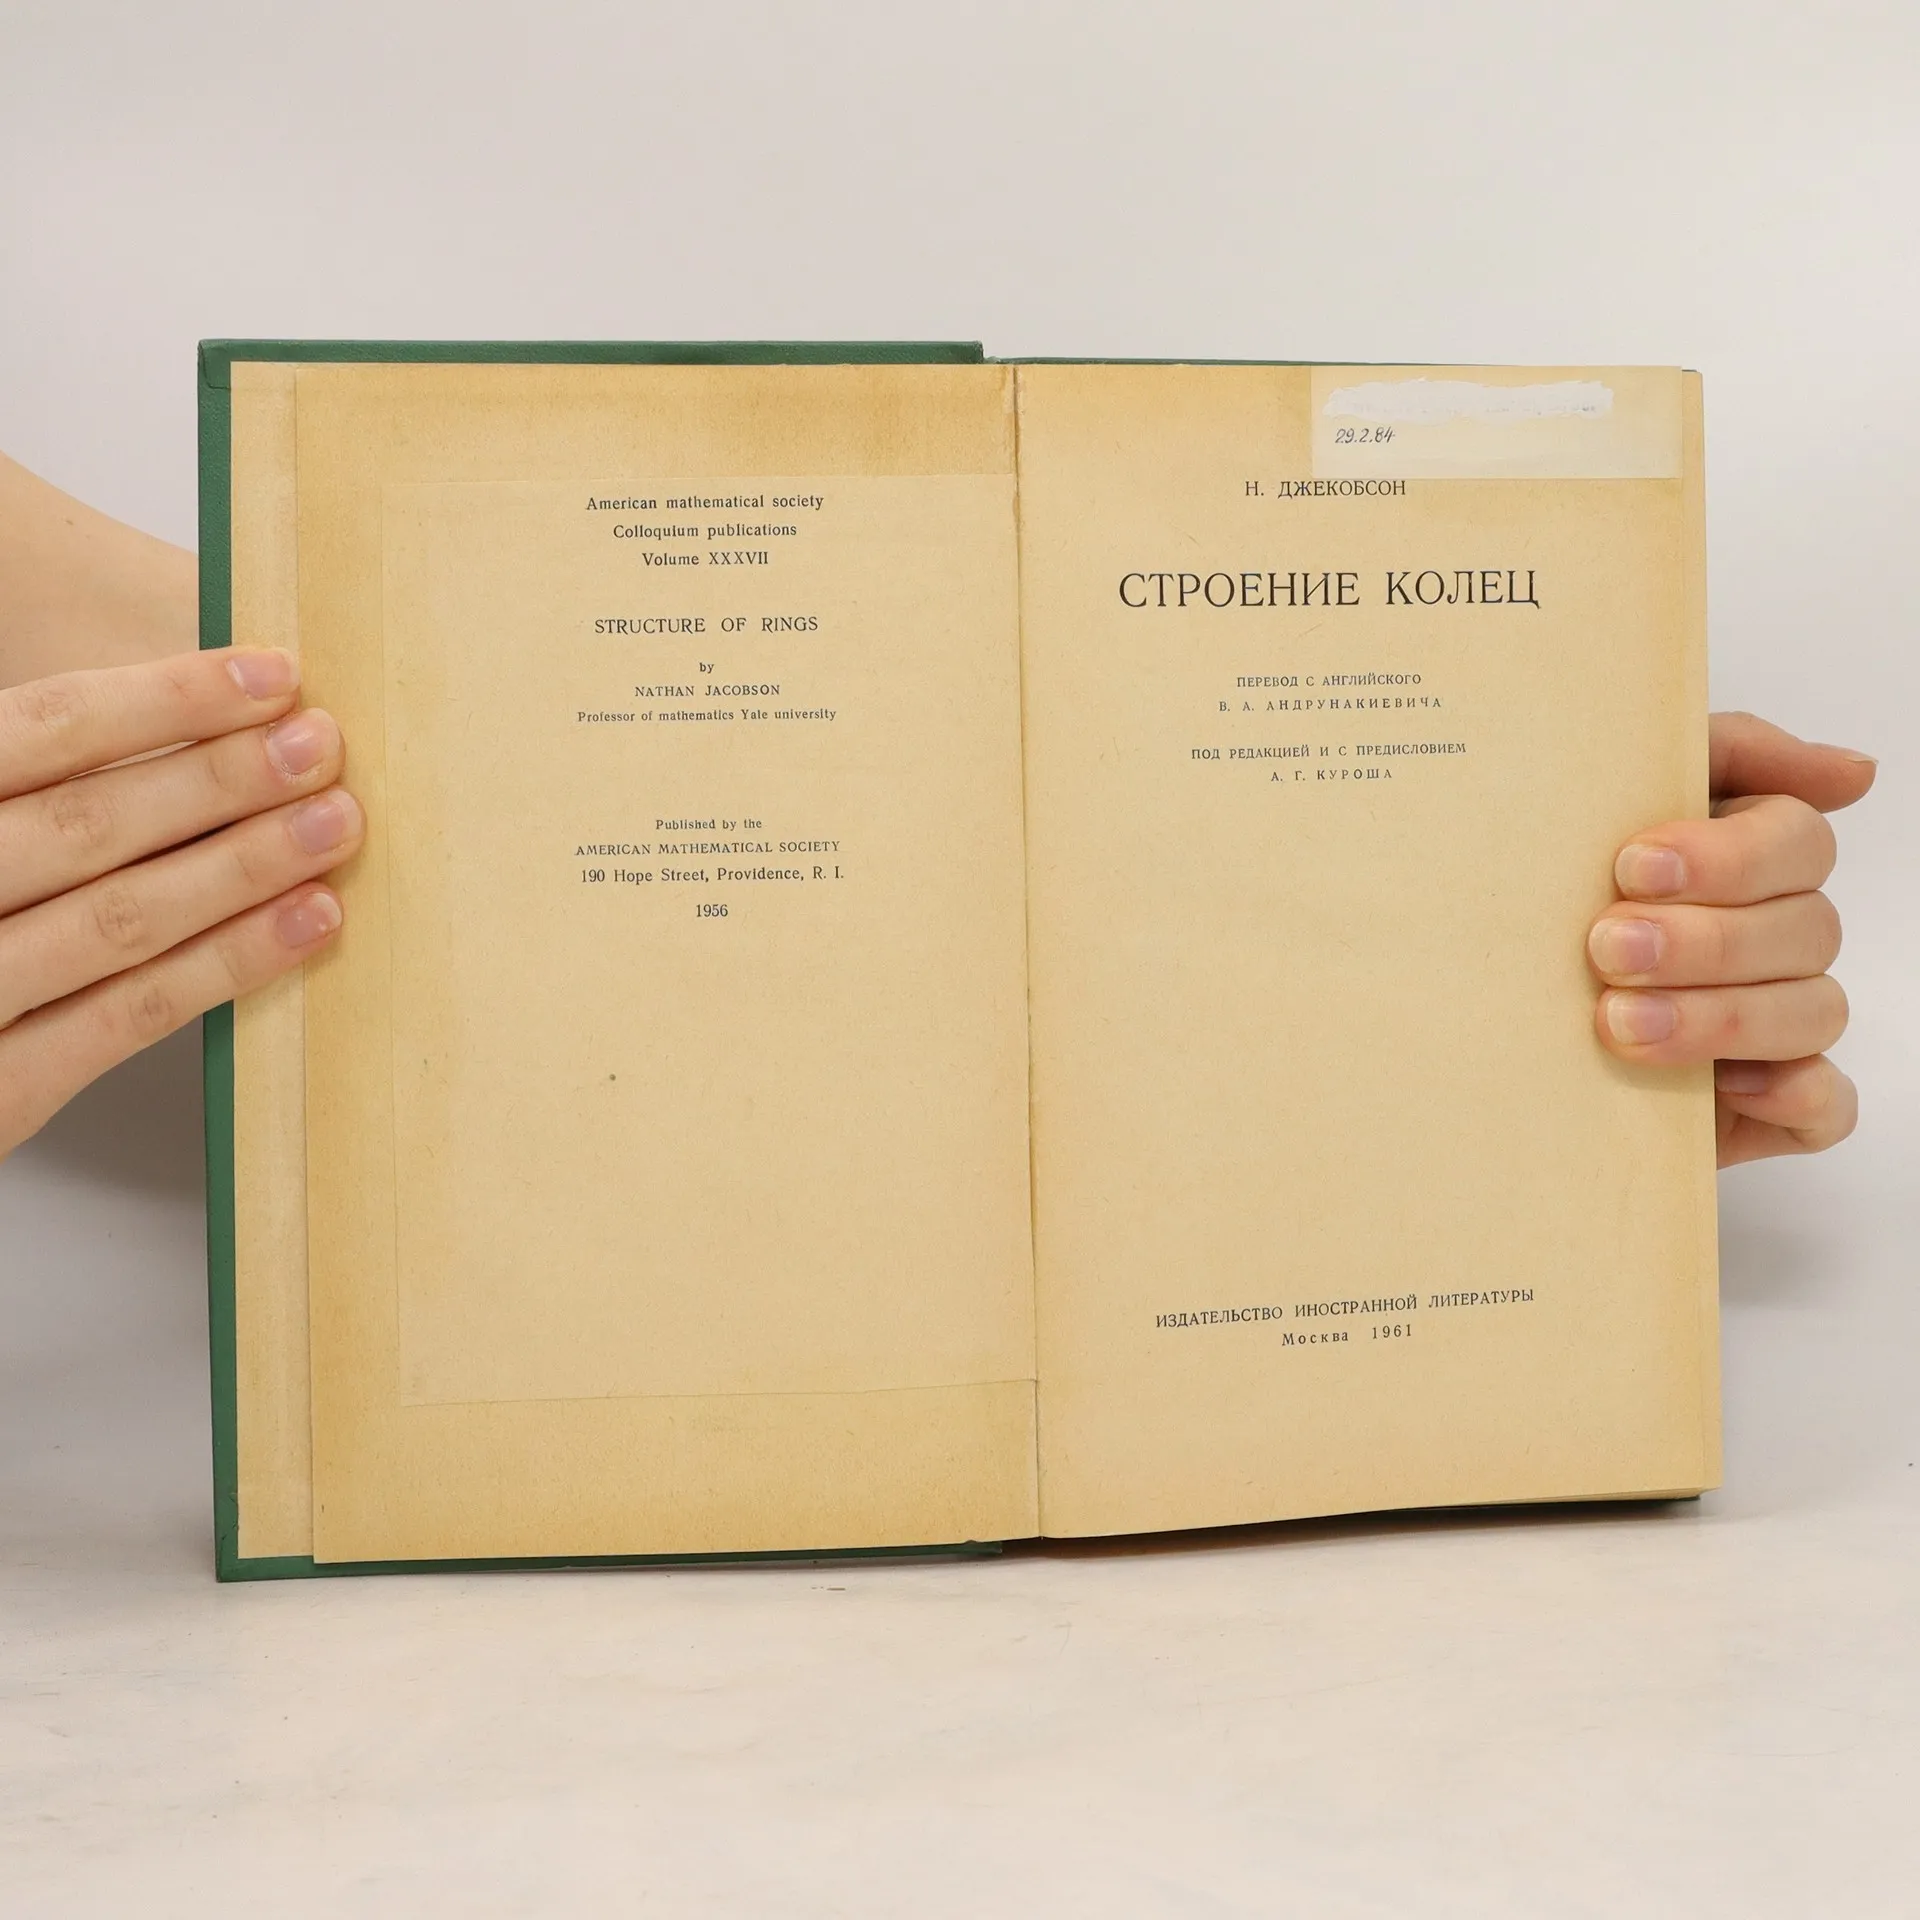 American mathematical society
Colloquium publications
Volume XXXVII
STRUCTURE OF RINGS
by
NATHAN JACOBSON
Professor of mathematics Yale university
Published by the
AMERICAN MATHEMATICAL SOCIETY
190 Hope Street, Providence, R. I.
1956
29.2.84
Н. ДЖЕКОБСОН
СТРОЕНИЕ КОЛЕЦ
ПЕРЕВОД С АНГЛИЙСКОГО
В. А. АНДРУНАКИЕВИЧА
ПОД РЕДАКЦИЕЙ И С ПРЕДИСЛОВИЕМ
А. Г. КУРОША
ИЗДАТЕЛЬСТВО ИНОСТРАННОЙ ЛИТЕРАТУРЫ
Москва 1961